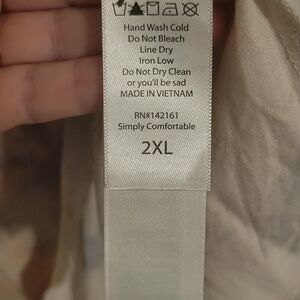 Hand Wash Cold
Do Not Bleach
Line Dry
Iron Low
Do Not Dry Clean
or you'll be sad
MADE IN VIETNAM
RN#142161
Simply Comfortable
2XL